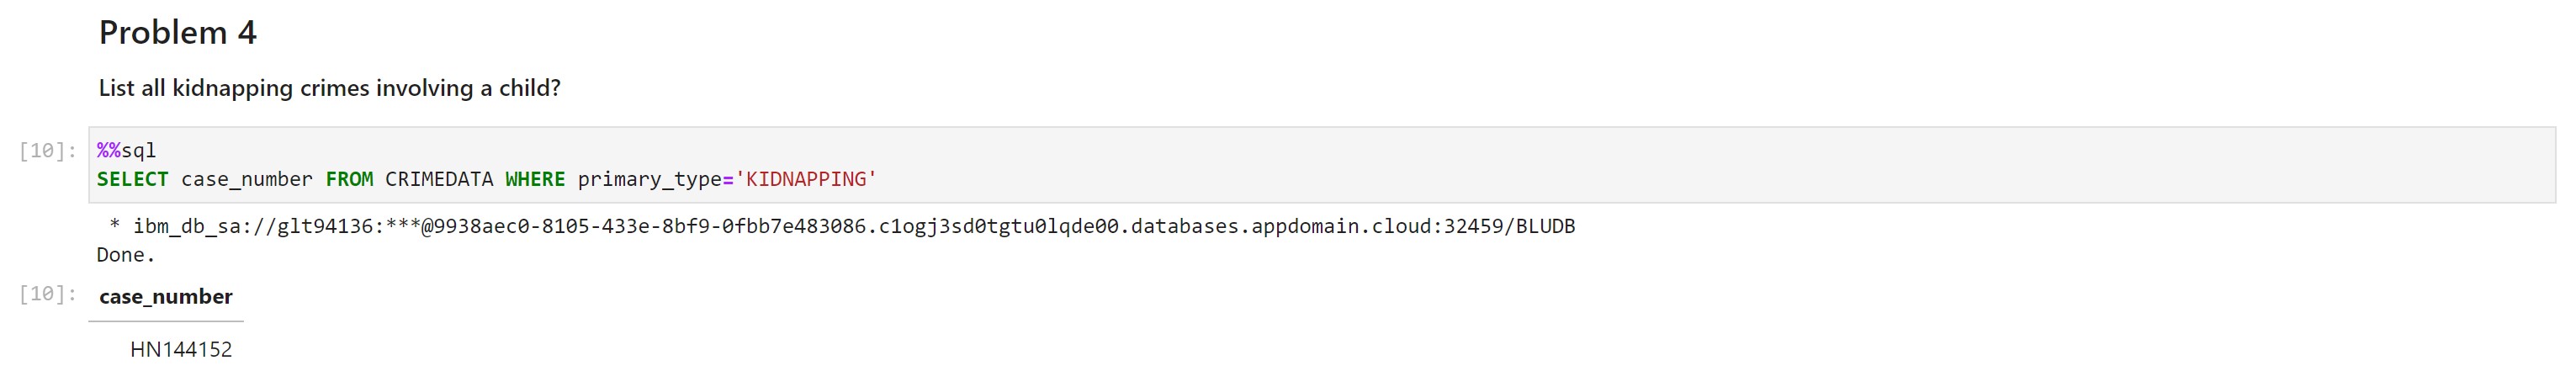 Problem 4
List all kidnapping crimes involving a child?
[10]: %%sql
SELECT case_number FROM CRIMEDATA WHERE primary_type='KIDNAPPING'
* ibm_db_sa://glt94136:***@9938aec0-8105-433e-8bf9-0fbb7e483086.c1ogj3sd0tgtu0lqde00.databases.appdomain.cloud:32459/BLUDB
Done.
[10]: case_number
HN144152